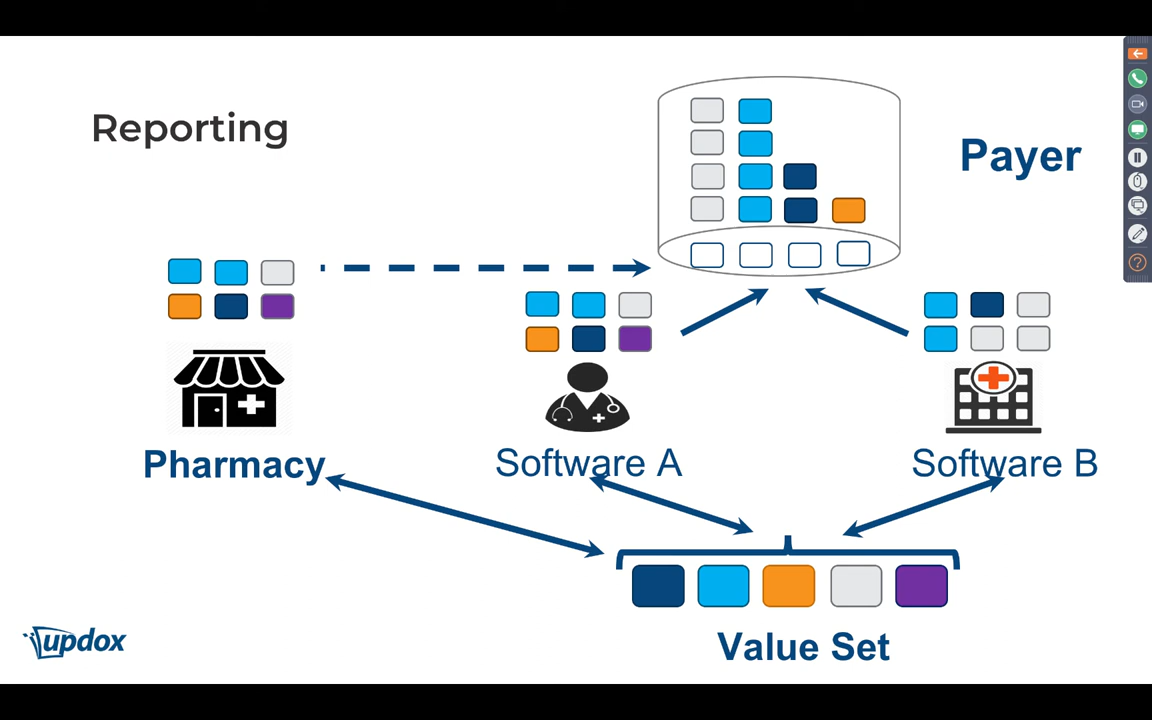 Reporting
Payer
Pharmacy
Software A
Software B
Value Set
updox